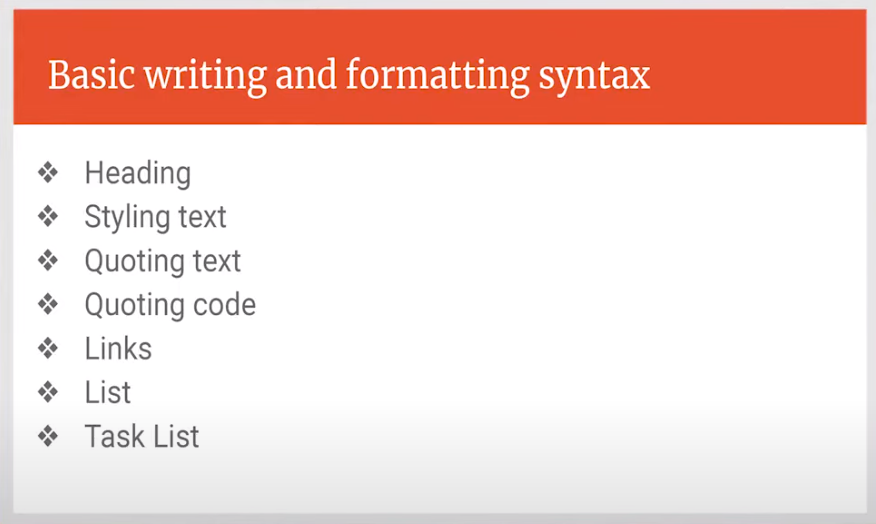 Basic writing and formatting syntax
❖ Heading
❖ Styling text
❖ Quoting text
❖ Quoting code
❖ Links
❖ List
❖ Task List